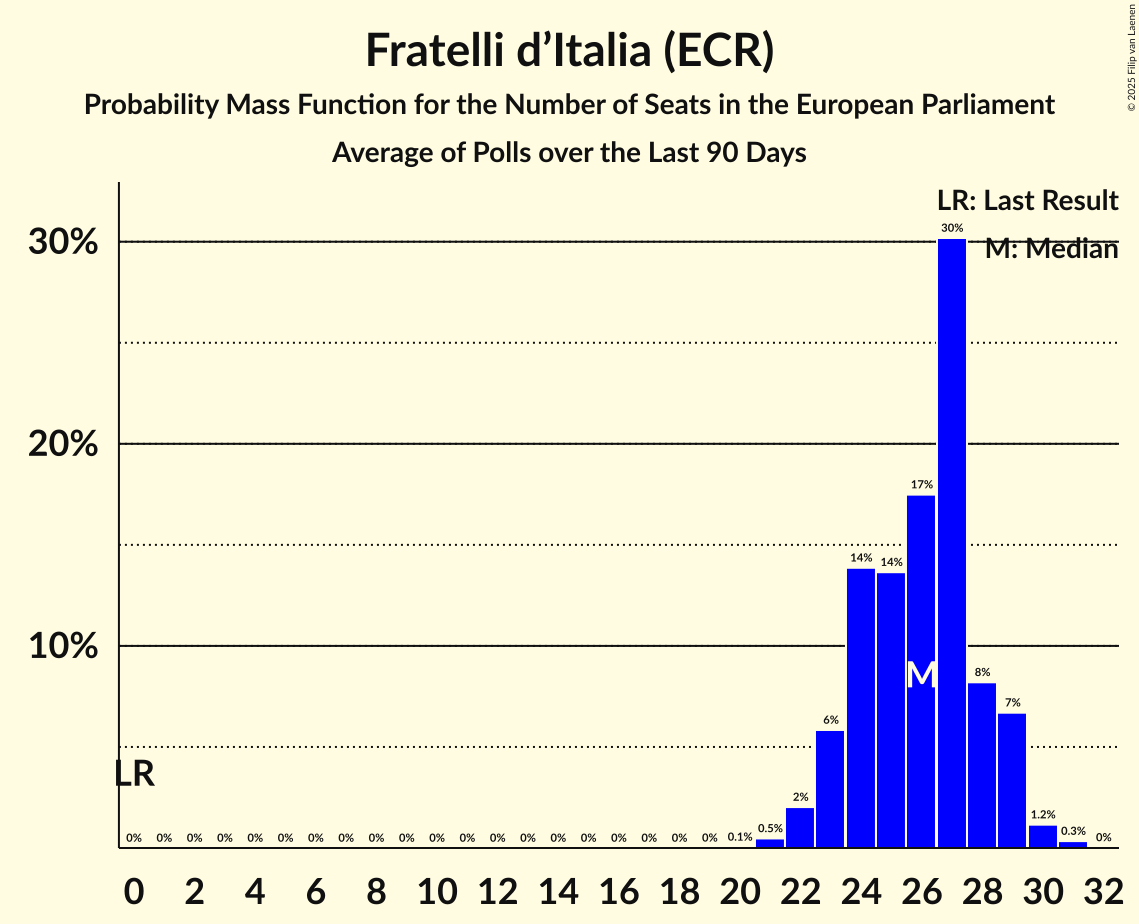 Fratelli d’Italia (ECR)
Probability Mass Function for the Number of Seats in the European Parliament
Average of Polls over the Last 90 Days
© 2025 Filip van Laenen
LR: Last Result
M: Median
30%
20%
10%
30%
17%
14%
14%
8%
7%
6%
2%
1.2%
0.5%
0.3%
0.1%
M
LR
0% 0% 0% 0% 0% 0% 0% 0% 0% 0% 0% 0% 0% 0% 0% 0% 0% 0% 0% 0% 0%
0 2 4 6 8 10 12 14 16 18 20 22 24 26 28 30 32